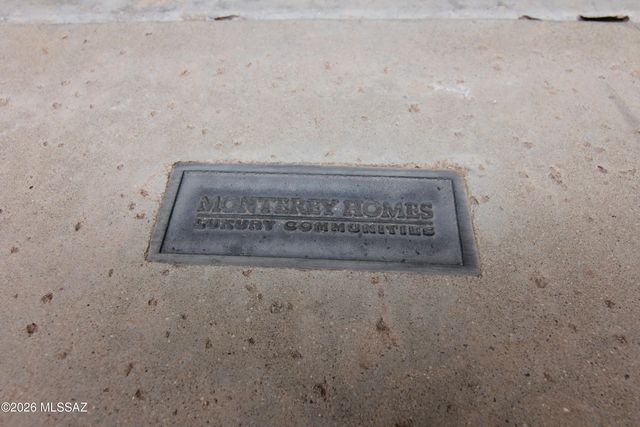 MONTEREY HOMES
LUXURY COMMUNITIES
©2026 MLSSAZ